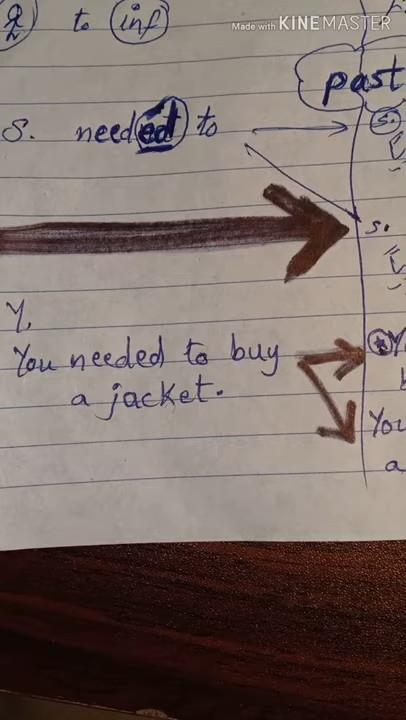 Made with KINEMASTER
to inf
past
S. needed to
s.
s.
Y,
You needed to buy
a jacket.
You
a